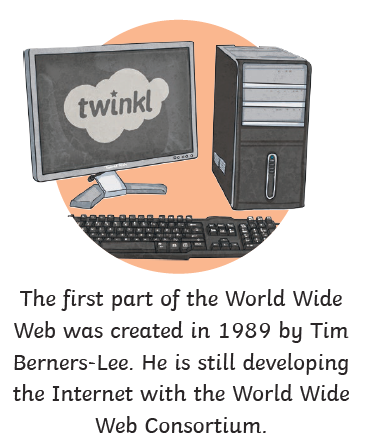 twinkl
The first part of the World Wide
Web was created in 1989 by Tim
Berners-Lee. He is still developing
the Internet with the World Wide
Web Consortium.